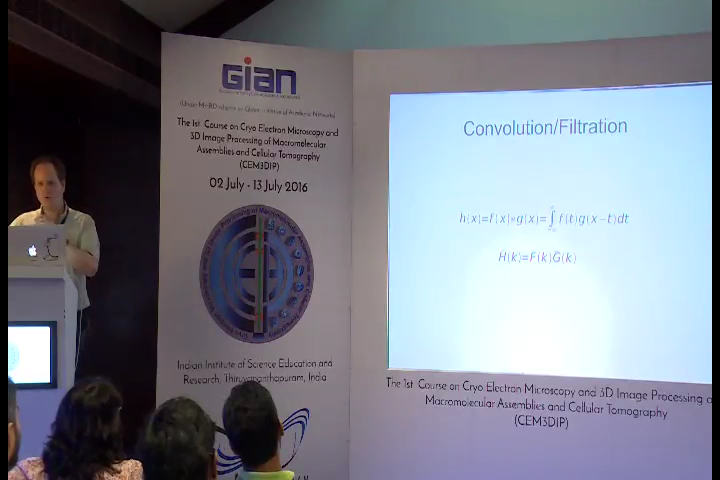 GIAN
The 1st Course on Cryo Electron Microscopy and
3D Image Processing of Macromolecular
Assemblies and Cellular Tomography
(CEM3DIP)
02 July - 13 July 2016
Indian Institute of Science Education and
Research, Thiruvananthapuram, India
Convolution/Filtration
h(x)=f(x)*g(x)=∫f(t)g(x−t)dt
H(k)=F(k)G(k)
The 1st Course on Cryo Electron Microscopy and 3D Image Processing
Macromolecular Assemblies and Cellular Tomography
(CEM3DIP)